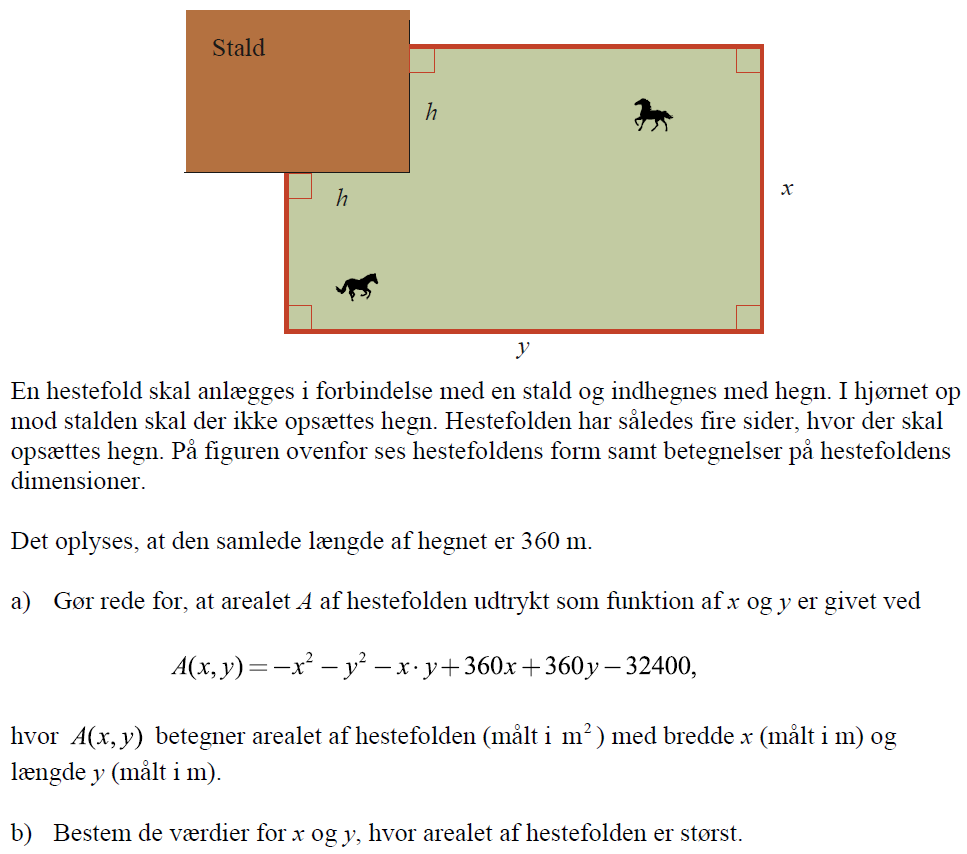 Stald
h
x
h
y
En hestefold skal anlægges i forbindelse med en stald og indhegnes med hegn. I hjørnet op
mod stalden skal der ikke opsættes hegn. Hestefolden har således fire sider, hvor der skal
opsættes hegn. På figuren ovenfor ses hestefoldens form samt betegnelser på hestefoldens
dimensioner.
Det oplyses, at den samlede længde af hegnet er 360 m.
a) Gør rede for, at arealet A af hestefolden udtrykt som funktion af x og y er givet ved
A(x, y) = −x² − y² − x· y + 360x + 360y − 32400,
hvor A(x, y) betegner arealet af hestefolden (målt i m²) med bredde x (målt i m) og
længde y (målt i m).
b) Bestem de værdier for x og y, hvor arealet af hestefolden er størst.